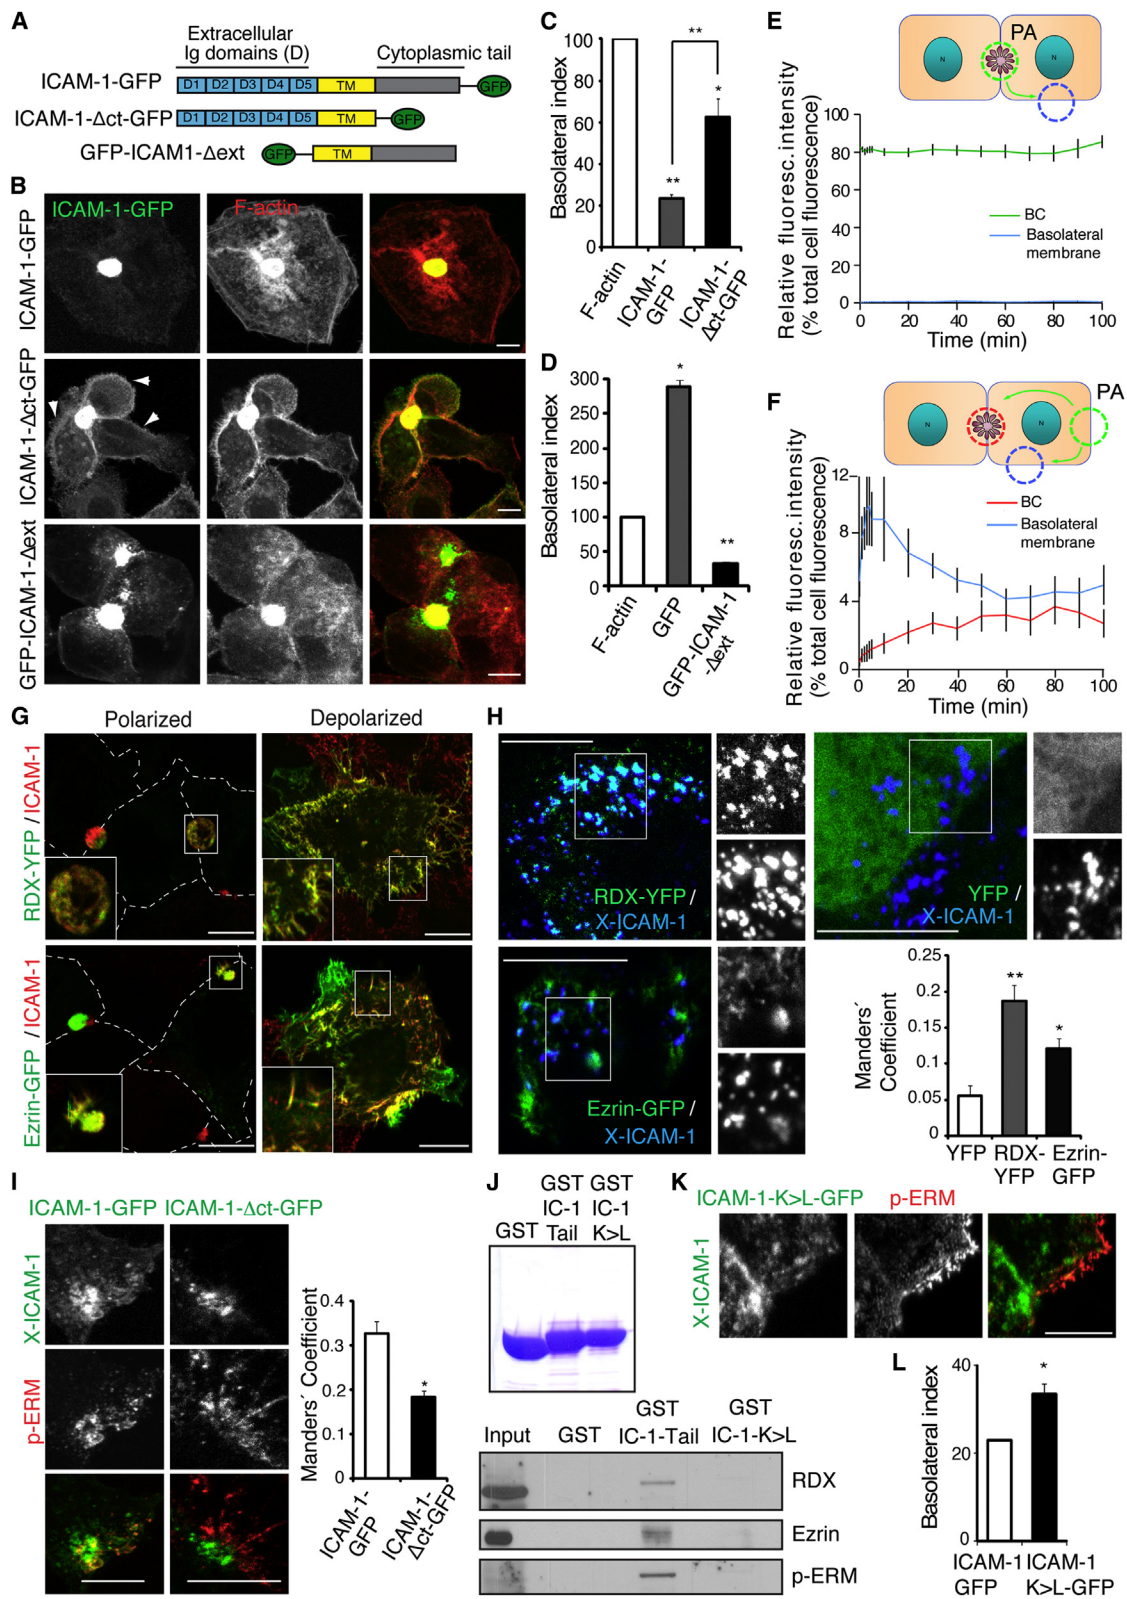 A
Extracellular
Ig domains (D)
Cytoplasmic tail
ICAM-1-GFP
D1 D2 D3 D4 D5 TM GFP
ICAM-1-Δct-GFP
D1 D2 D3 D4 D5 TM GFP
GFP-ICAM1-Δext
GFP TM
B
ICAM-1-GFP
F-actin
ICAM-1-GFP
ICAM-1-Δct-GFP
GFP-ICAM-1-Δext
C
Basolateral index
100
80
60
40
20
0
**
**
*
F-actin
ICAM-1-
GFP
ICAM-1-
Δct-GFP
D
Basolateral index
300
250
200
150
100
50
0
*
**
F-actin
GFP
GFP-ICAM-1
-Δext
E
PA
N
N
Relative fluoresc.intensity
(% total cell fluorescence)
100
80
60
40
80
20
0
BC
Basolateral
membrane
0 20 40 60 80 100
Time (min)
F
PA
N
N
Relative fluoresc.intensity
(% total cell fluorescence)
12
8
4
0
BC
Basolateral
membrane
0 20 40 60 80 100
Time (min)
G
Polarized
Depolarized
RDX-YFP / ICAM-1
Ezrin-GFP / ICAM-1
H
RDX-YFP /
X-ICAM-1
YFP /
X-ICAM-1
Ezrin-GFP /
X-ICAM-1
Manders´
Coefficient
0.25
0.2
0.15
0.1
0.05
0
**
*
YFP RDX-YFP Ezrin-GFP
I
ICAM-1-GFP ICAM-1-Δct-GFP
X-ICAM-1
p-ERM
Manders´ Coefficient
0.4
0.3
0.2
0.1
0
*
ICAM-1-
GFP
ICAM-1-
Δct-GFP
J
GST
GST
IC-1
Tail
GST
IC-1
K>L
Input
GST
GST
IC-1-Tail
GST
IC-1-K>L
RDX
Ezrin
p-ERM
K
ICAM-1-K>L-GFP
p-ERM
X-ICAM-1
L
Basolateral index
40
20
0
*
ICAM-1
GFP
ICAM-1
K>L-GFP